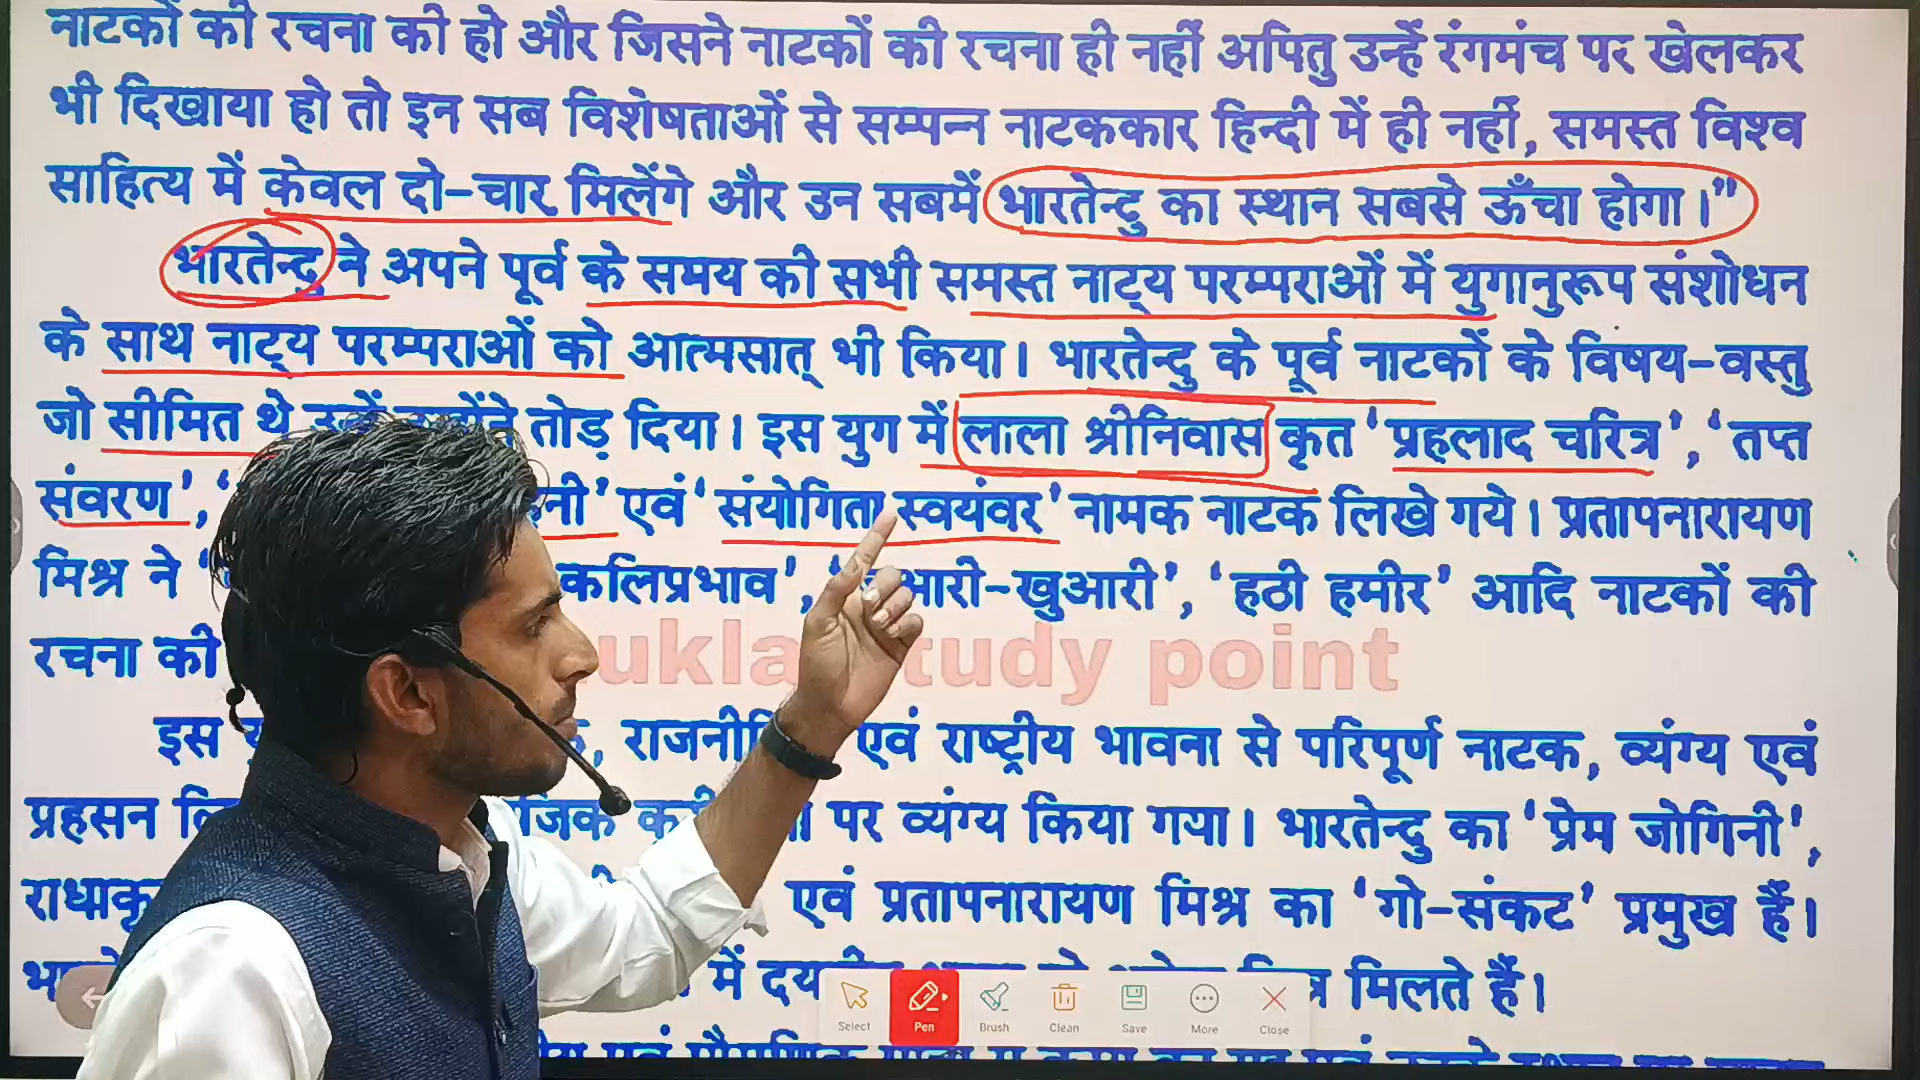 नाटकों की रचना की हो और जिसने नाटकों की रचना ही नहीं अपितु उन्हें रंगमंच पर खेलकर
भी दिखाया हो तो इन सब विशेषताओं से सम्पन्न नाटककार हिन्दी में ही नहीं, समस्त विश्व
साहित्य में केवल दो-चार मिलेंगे और उन सबमें भारतेन्दु का स्थान सबसे ऊँचा होगा।”
भारतेन्दु ने अपने पूर्व के समय की सभी समस्त नाट्य परम्पराओं में युगानुरूप संशोधन
के साथ नाट्य परम्पराओं को आत्मसात् भी किया। भारतेन्दु के पूर्व नाटकों के विषय-वस्तु
जो सीमित थे तोड़ दिया। इस युग में लाला श्रीनिवास कृत ‘प्रहलाद चरित्र’, ‘तप्त
संवरण’, एवं ‘संयोगिता स्वयंवर’ नामक नाटक लिखे गये। प्रतापनारायण
मिश्र ने कलिप्रभाव’, ‘हठी हमीर’ आदि नाटकों की
रचना की
study point
इस एवं राष्ट्रीय भावना से परिपूर्ण नाटक, व्यंग्य एवं
प्रहसन पर व्यंग्य किया गया। भारतेन्दु का ‘प्रेम जोगिनी’,
एवं प्रतापनारायण मिश्र का ‘गो-संकट’ प्रमुख हैं।
में मिलते हैं।
Select Pen Brush Clean Save More Close